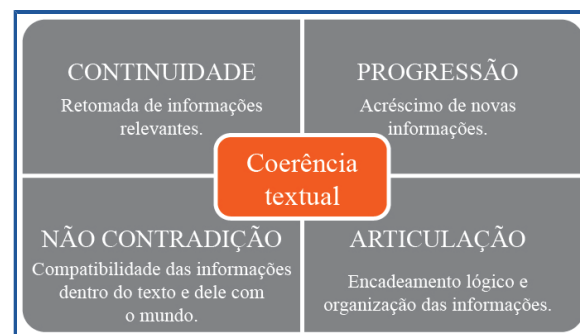 CONTINUIDADE
Retomada de informações
relevantes.
PROGRESSÃO
Acréscimo de novas
informações.
Coerência
textual
NÃO CONTRADIÇÃO
Compatibilidade das informações
dentro do texto e dele com
o mundo.
ARTICULAÇÃO
Encadeamento lógico e
organização das informações.